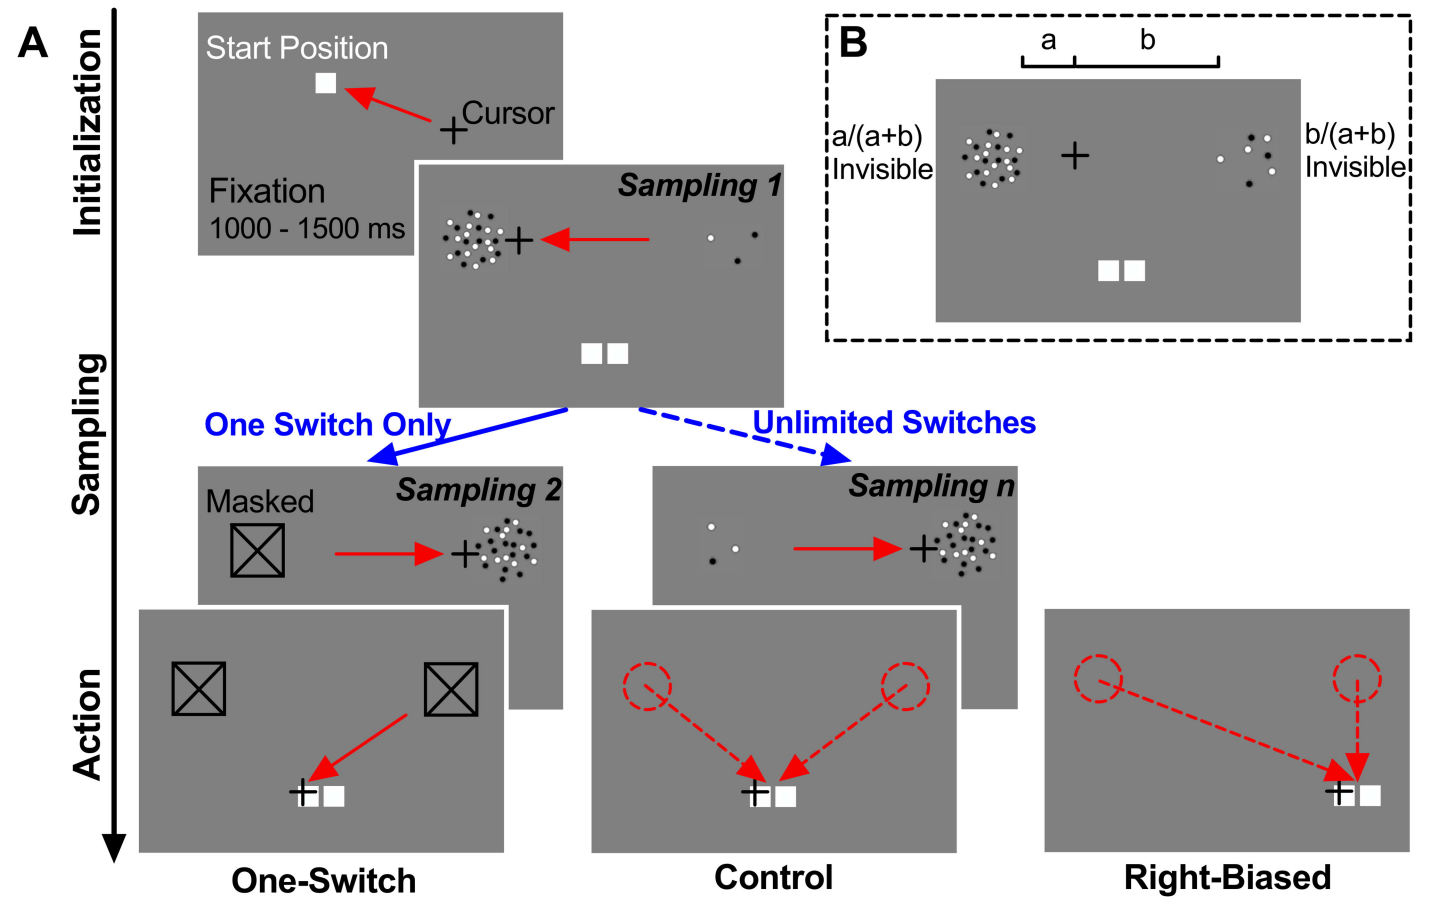 A
Initialization
Start Position
Cursor
Fixation
1000 - 1500 ms
Sampling 1
B
a
b
a/(a+b)
Invisible
b/(a+b)
Invisible
Sampling
One Switch Only
Unlimited Switches
Masked
Sampling 2
Sampling n
Action
One-Switch
Control
Right-Biased